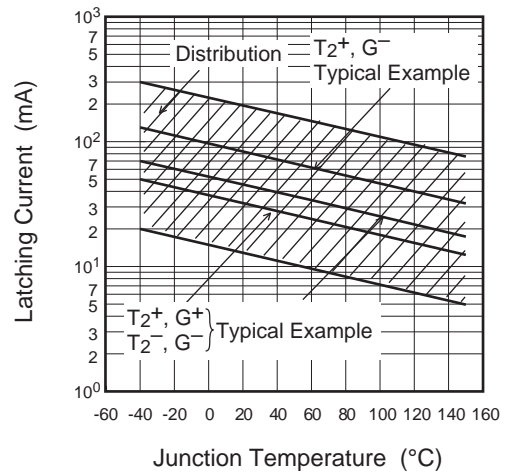 10³
7
5
3
2
10²
7
5
3
2
10¹
7
5
3
2
10⁰
Latching Current (mA)
Distribution
T₂⁺, G⁻
Typical Example
T₂⁺, G⁺
T₂⁻, G⁻
Typical Example
-60 -40 -20 0 20 40 60 80 100 120 140 160
Junction Temperature (°C)